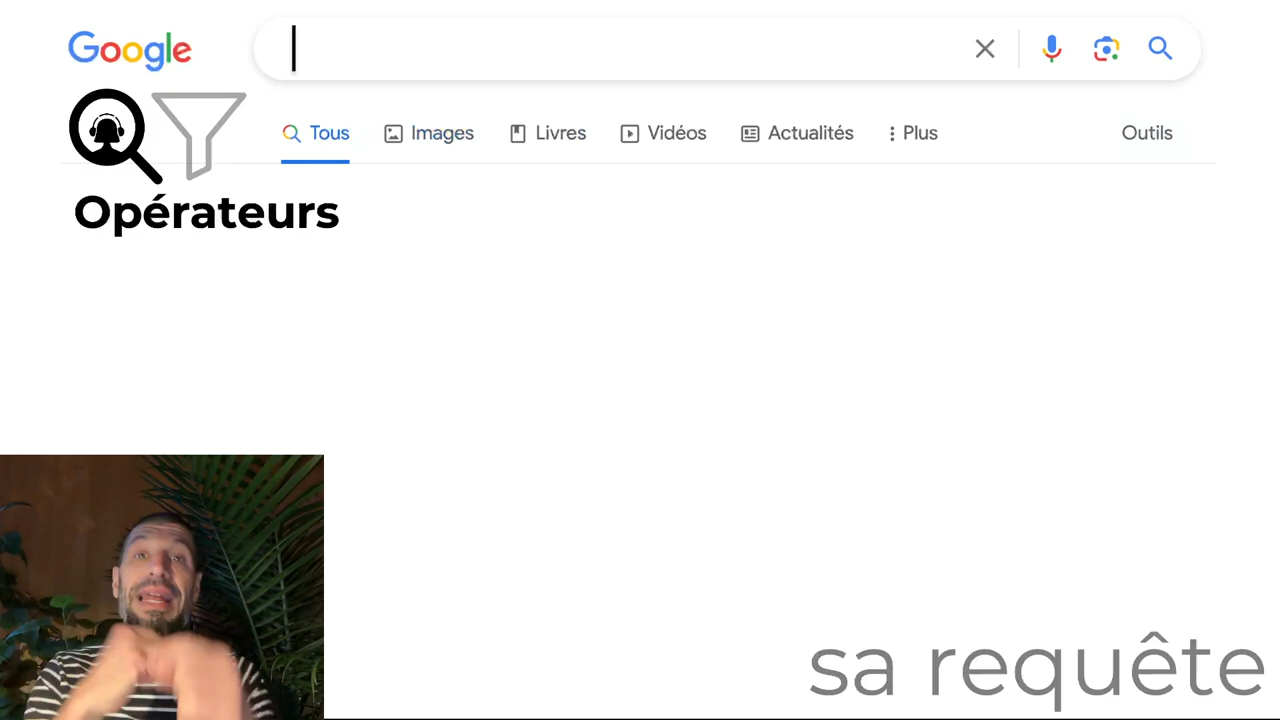 Google
Tous Images Livres Vidéos Actualités Plus Outils
Opérateurs
sa requête